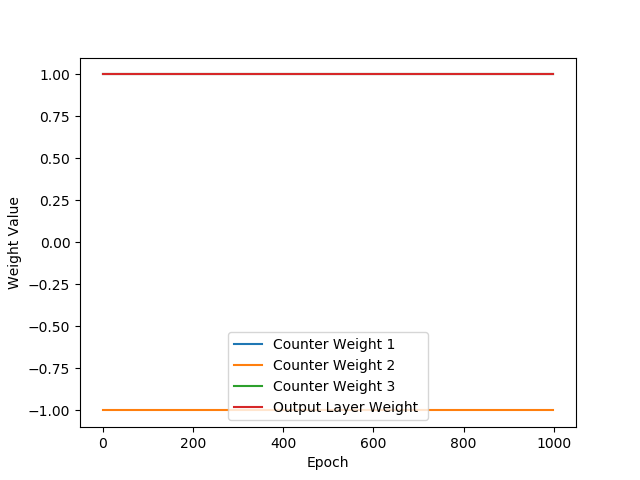 1.00
0.75
0.50
0.25
0.00
−0.25
−0.50
−0.75
−1.00
Weight Value
Counter Weight 1
Counter Weight 2
Counter Weight 3
Output Layer Weight
0 200 400 600 800 1000
Epoch